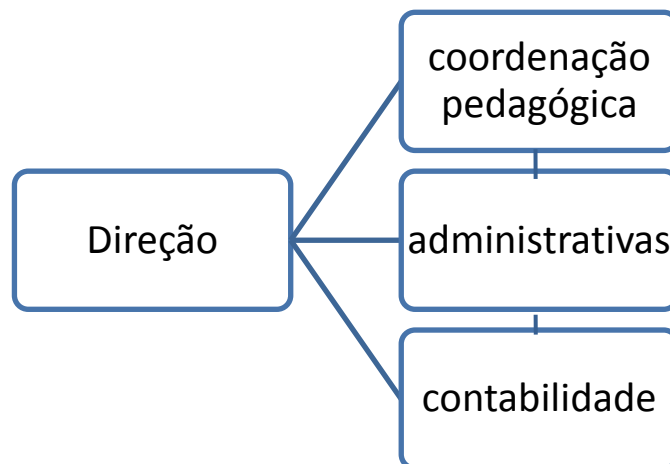 coordenação
pedagógica
Direção
administrativas
contabilidade